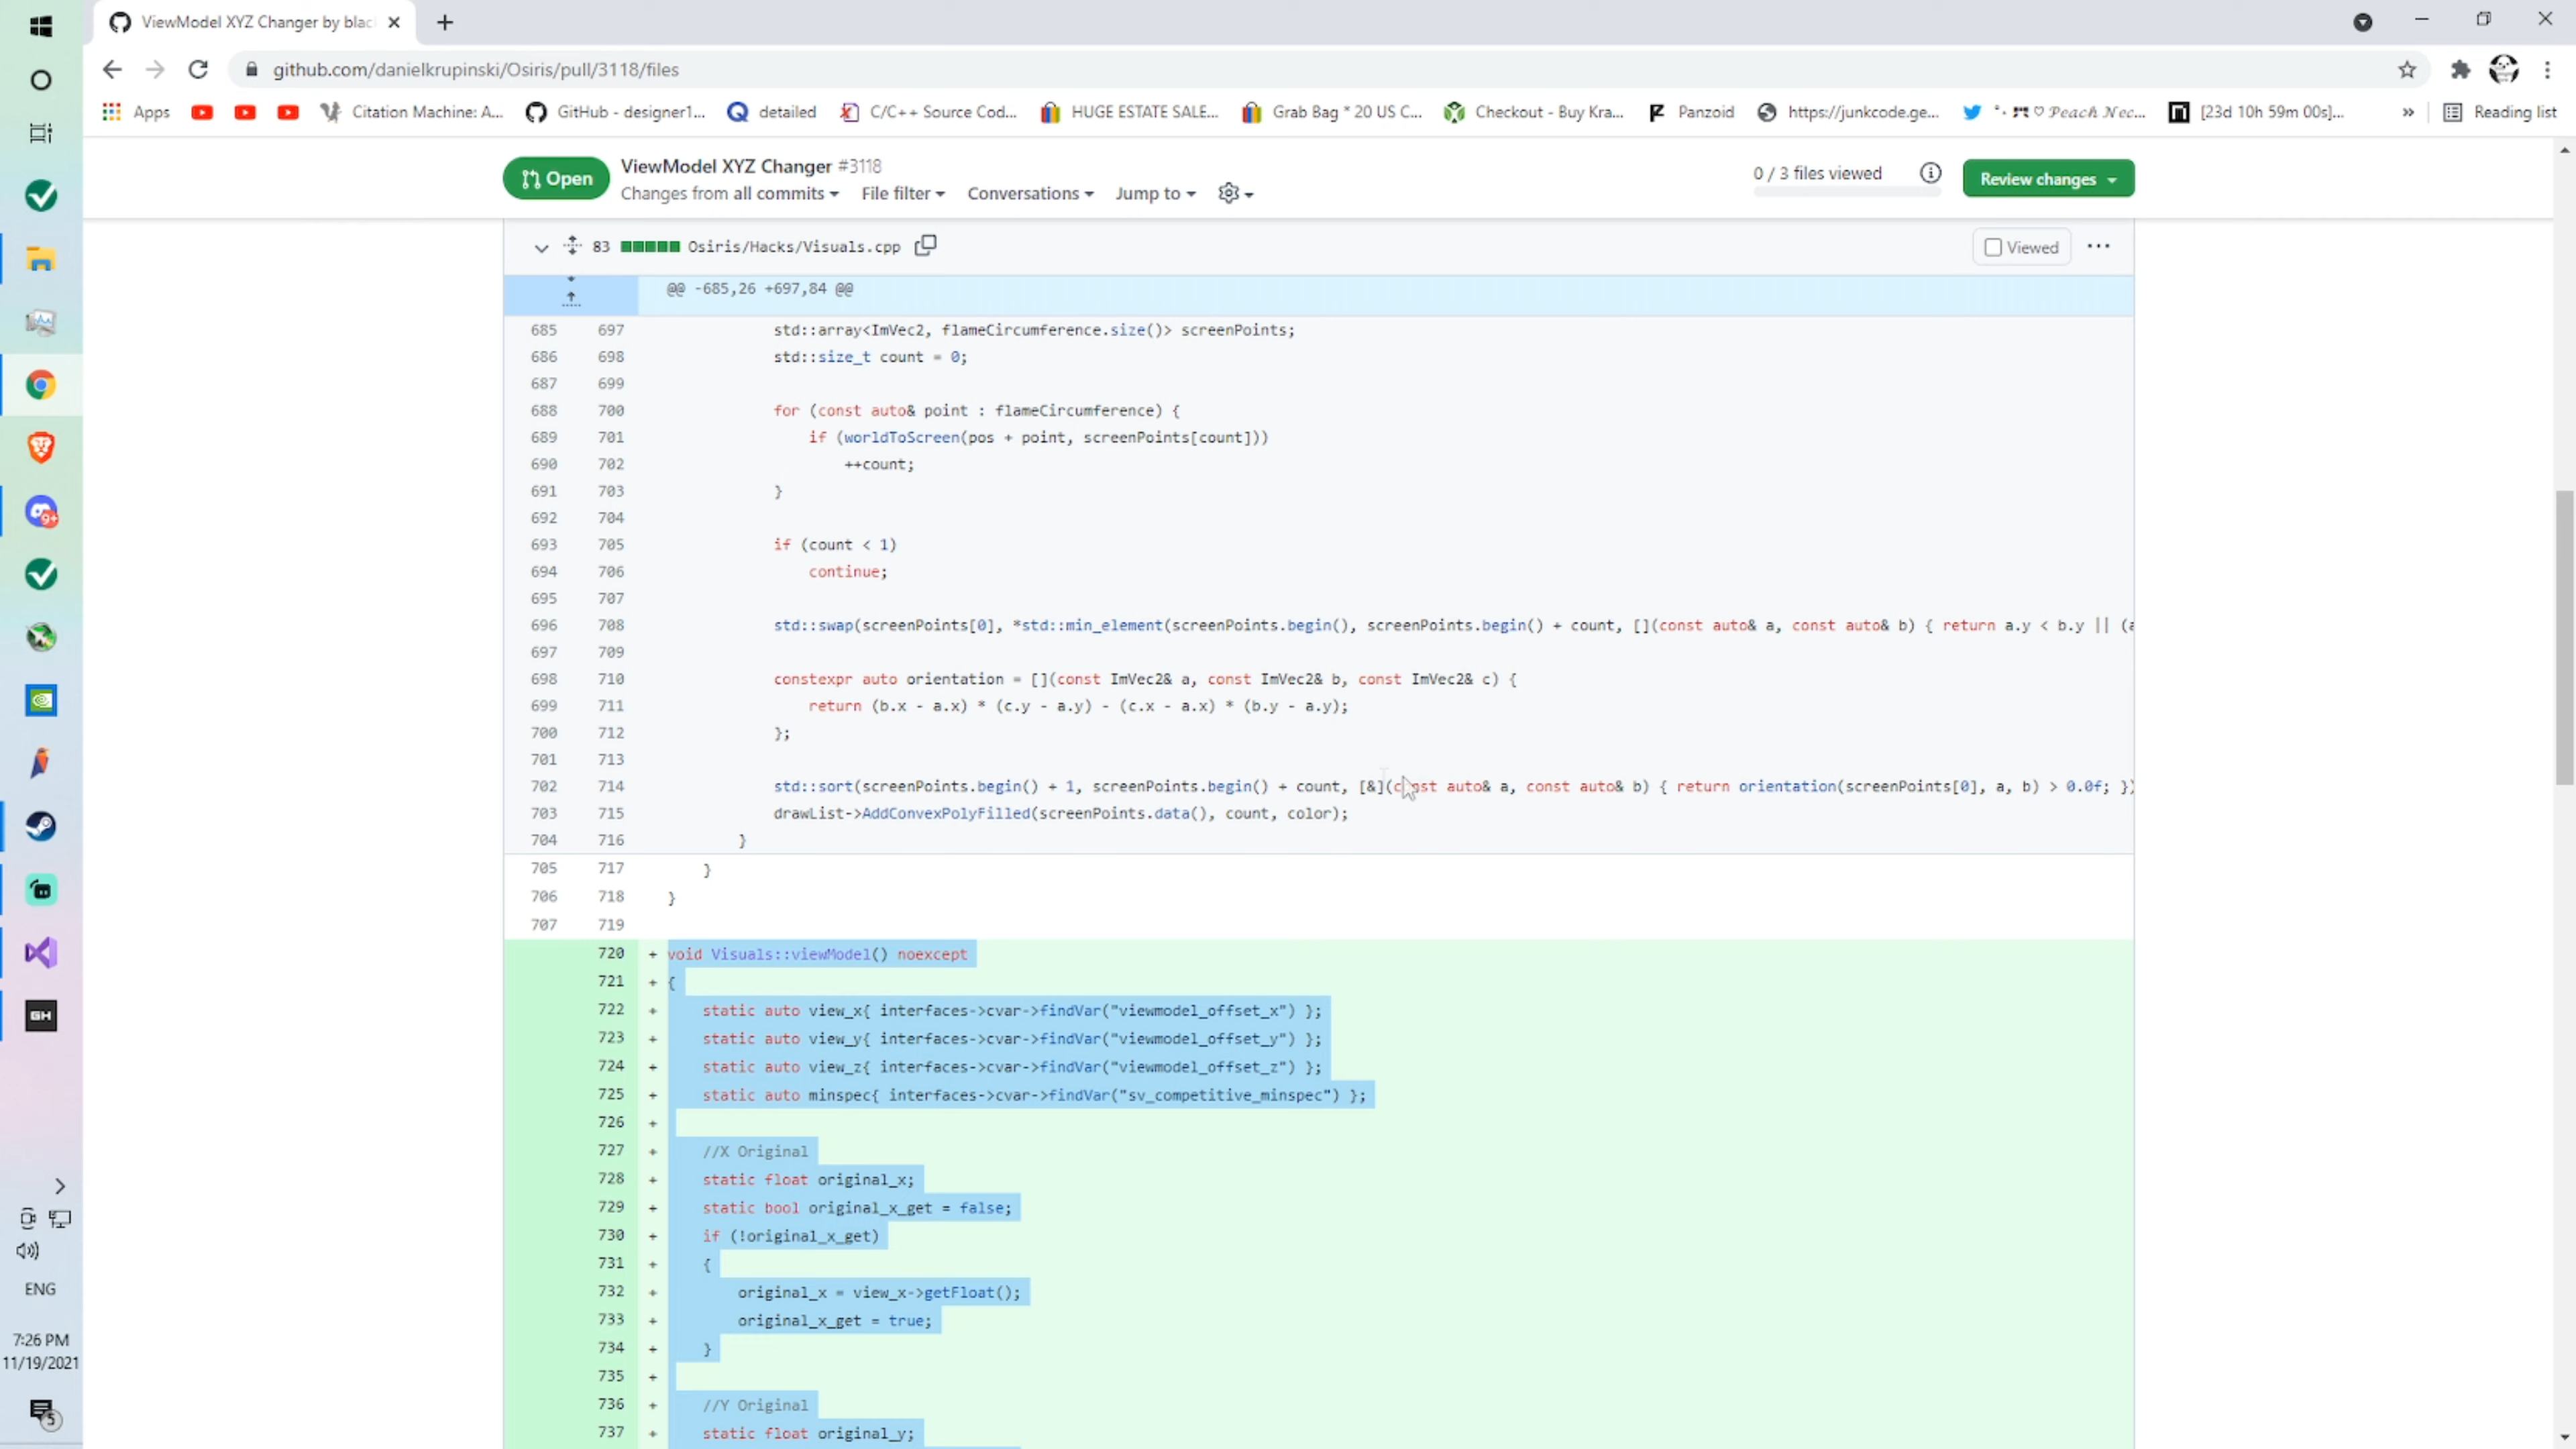 ViewModel XYZ Changer by blac
github.com/danielkrupinski/Osiris/pull/3118/files
Apps
Citation Machine: A...
GitHub - designer1...
detailed
C/C++ Source Cod...
HUGE ESTATE SALE...
Grab Bag * 20 US C...
Checkout - Buy Kra...
Panzoid
https://junkcode.ge...
𝓟𝓮𝓪𝓬𝓱 𝓝𝓮𝓬...
[23d 10h 59m 00s]...
»
Reading list
Open
ViewModel XYZ Changer #3118
Changes from all commits
File filter
Conversations
Jump to
0 / 3 files viewed
Review changes
83
Osiris/Hacks/Visuals.cpp
Viewed
@@ -685,26 +697,84 @@
685 697 std::array<ImVec2, flameCircumference.size()> screenPoints;
686 698 std::size_t count = 0;
687 699
688 700 for (const auto& point : flameCircumference) {
689 701 if (worldToScreen(pos + point, screenPoints[count]))
690 702 ++count;
691 703 }
692 704
693 705 if (count < 1)
694 706 continue;
695 707
696 708 std::swap(screenPoints[0], *std::min_element(screenPoints.begin(), screenPoints.begin() + count, [](const auto& a, const auto& b) { return a.y < b.y || (a
697 709
698 710 constexpr auto orientation = [](const ImVec2& a, const ImVec2& b, const ImVec2& c) {
699 711 return (b.x - a.x) * (c.y - a.y) - (c.x - a.x) * (b.y - a.y);
700 712 };
701 713
702 714 std::sort(screenPoints.begin() + 1, screenPoints.begin() + count, [&](const auto& a, const auto& b) { return orientation(screenPoints[0], a, b) > 0.0f; })
703 715 drawList->AddConvexPolyFilled(screenPoints.data(), count, color);
704 716 }
705 717 }
706 718 }
707 719
720 + void Visuals::viewModel() noexcept
721 + {
722 + static auto view_x{ interfaces->cvar->findVar("viewmodel_offset_x") };
723 + static auto view_y{ interfaces->cvar->findVar("viewmodel_offset_y") };
724 + static auto view_z{ interfaces->cvar->findVar("viewmodel_offset_z") };
725 + static auto minspec{ interfaces->cvar->findVar("sv_competitive_minspec") };
726 +
727 + //X Original
728 + static float original_x;
729 + static bool original_x_get = false;
730 + if (!original_x_get)
731 + {
732 + original_x = view_x->getFloat();
733 + original_x_get = true;
734 + }
735 +
736 + //Y Original
737 + static float original_y;
9+
GH
ENG
7:26 PM
11/19/2021
5